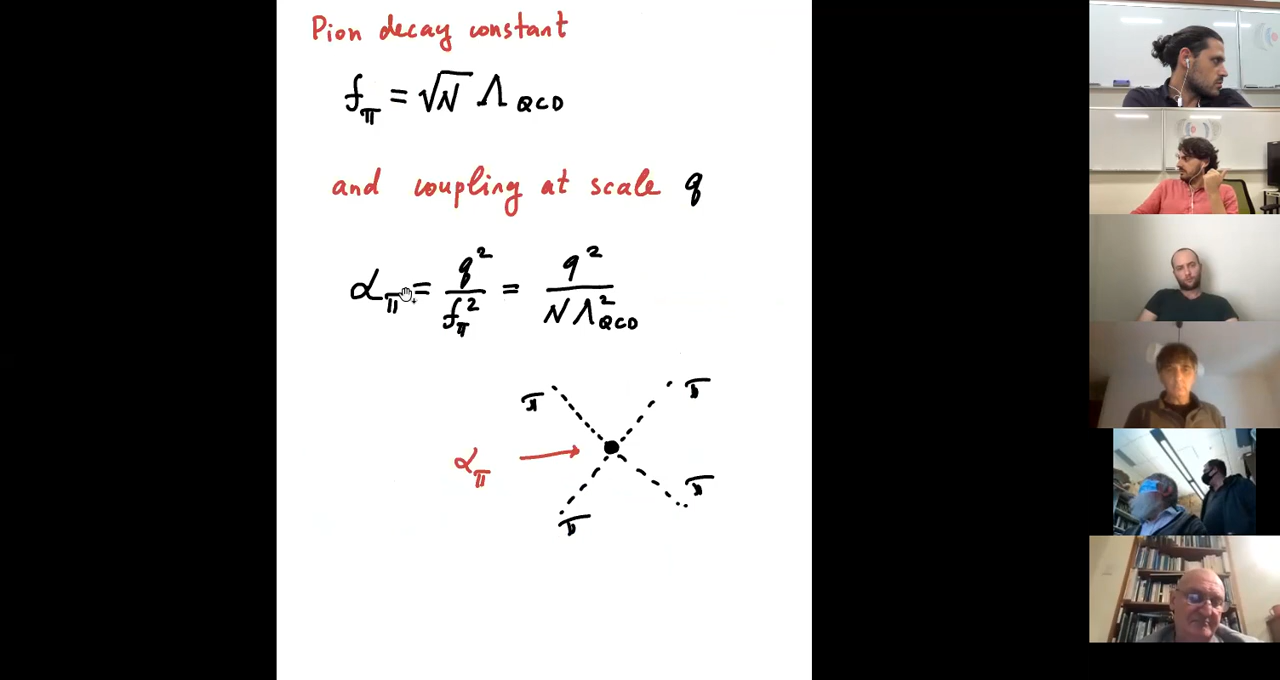 Pion decay constant
f_π = √N Λ_QCD
and coupling at scale q
α_π = q²/f_π² = q²/(N Λ²_QCD)
π π
α_π → π
π